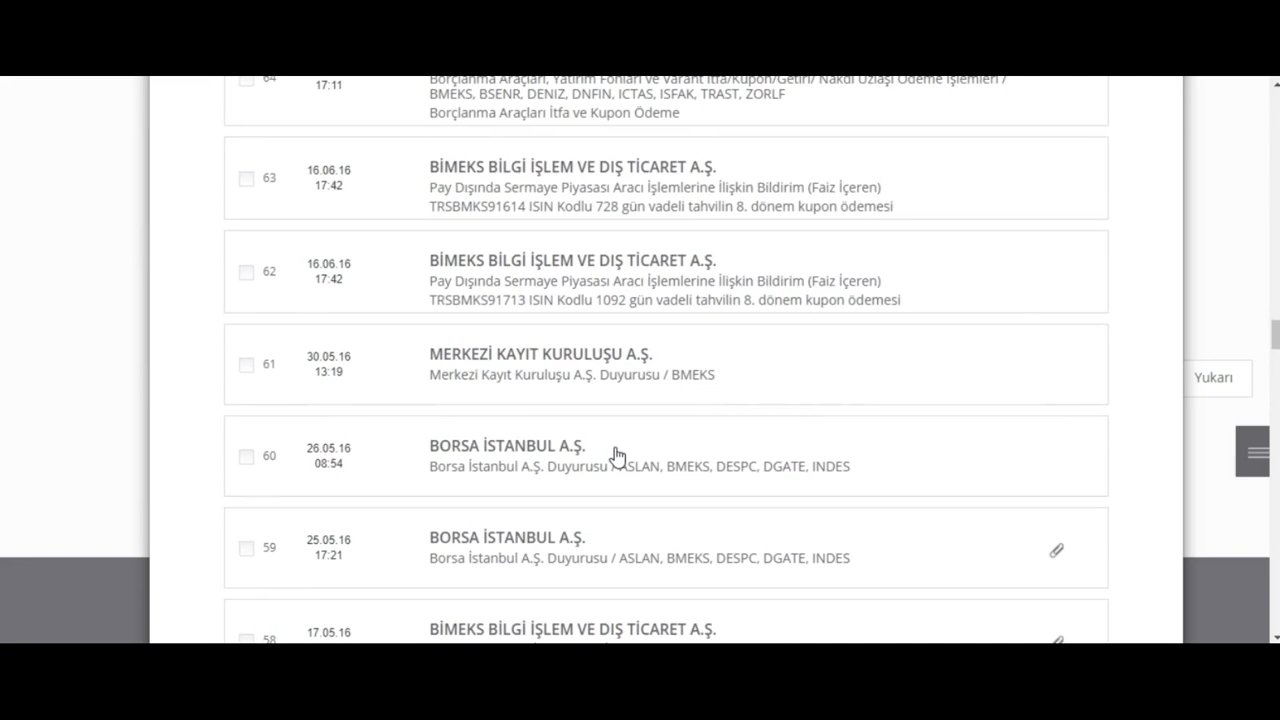 64
17:11
Borçlanma Araçları, Yatırım Fonları ve Varant İtfa/Kupon/Getiri/ Nakdi Uzlaşı Ödeme İşlemleri /
BMEKS, BSENR, DENIZ, DNFIN, ICTAS, ISFAK, TRAST, ZORLF
Borçlanma Araçları İtfa ve Kupon Ödeme
63
16.06.16
17:42
BİMEKS BİLGİ İŞLEM VE DIŞ TİCARET A.Ş.
Pay Dışında Sermaye Piyasası Aracı İşlemlerine İlişkin Bildirim (Faiz İçeren)
TRSBMKS91614 ISIN Kodlu 728 gün vadeli tahvilin 8. dönem kupon ödemesi
62
16.06.16
17:42
BİMEKS BİLGİ İŞLEM VE DIŞ TİCARET A.Ş.
Pay Dışında Sermaye Piyasası Aracı İşlemlerine İlişkin Bildirim (Faiz İçeren)
TRSBMKS91713 ISIN Kodlu 1092 gün vadeli tahvilin 8. dönem kupon ödemesi
61
30.05.16
13:19
MERKEZİ KAYIT KURULUŞU A.Ş.
Merkezi Kayıt Kuruluşu A.Ş. Duyurusu / BMEKS
Yukarı
60
26.05.16
08:54
BORSA İSTANBUL A.Ş.
Borsa İstanbul A.Ş. Duyurusu / ASLAN, BMEKS, DESPC, DGATE, INDES
59
25.05.16
17:21
BORSA İSTANBUL A.Ş.
Borsa İstanbul A.Ş. Duyurusu / ASLAN, BMEKS, DESPC, DGATE, INDES
58
17.05.16
BİMEKS BİLGİ İŞLEM VE DIŞ TİCARET A.Ş.